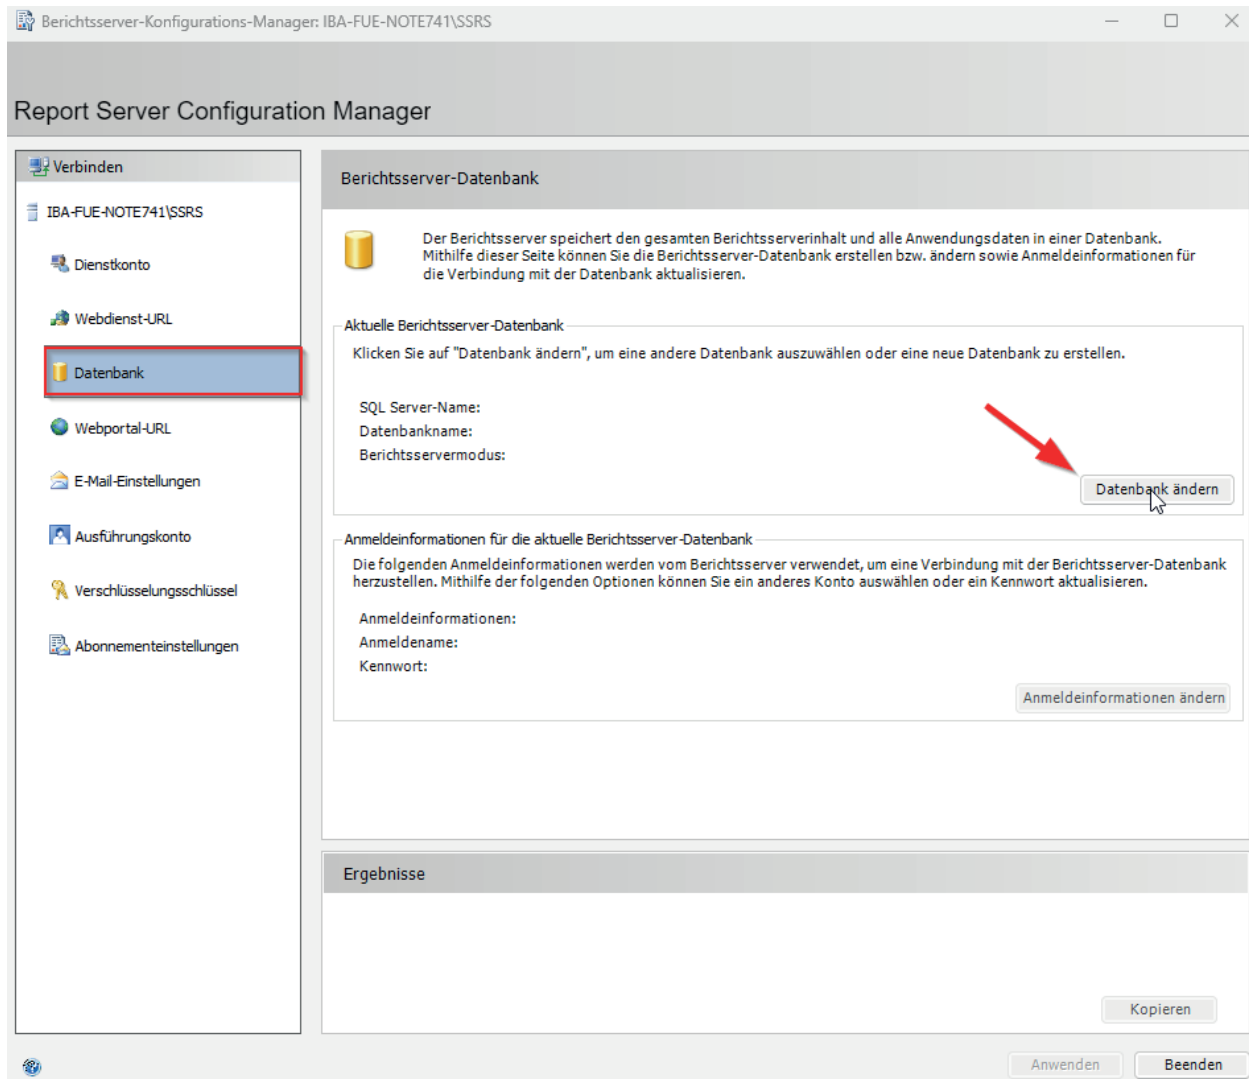 Berichtsserver-Konfigurations-Manager: IBA-FUE-NOTE741\SSRS
Report Server Configuration Manager
Verbinden
IBA-FUE-NOTE741\SSRS
Dienstkonto
Webdienst-URL
Datenbank
Webportal-URL
E-Mail-Einstellungen
Ausführungskonto
Verschlüsselungsschlüssel
Abonnementeinstellungen
Berichtsserver-Datenbank
Der Berichtsserver speichert den gesamten Berichtsserverinhalt und alle Anwendungsdaten in einer Datenbank.
Mithilfe dieser Seite können Sie die Berichtsserver-Datenbank erstellen bzw. ändern sowie Anmeldeinformationen für
die Verbindung mit der Datenbank aktualisieren.
Aktuelle Berichtsserver-Datenbank
Klicken Sie auf "Datenbank ändern", um eine andere Datenbank auszuwählen oder eine neue Datenbank zu erstellen.
SQL Server-Name:
Datenbankname:
Berichtsservermodus:
Datenbank ändern
Anmeldeinformationen für die aktuelle Berichtsserver-Datenbank
Die folgenden Anmeldeinformationen werden vom Berichtsserver verwendet, um eine Verbindung mit der Berichtsserver-Datenbank
herzustellen. Mithilfe der folgenden Optionen können Sie ein anderes Konto auswählen oder ein Kennwort aktualisieren.
Anmeldeinformationen:
Anmeldename:
Kennwort:
Anmeldeinformationen ändern
Ergebnisse
Kopieren
Anwenden
Beenden